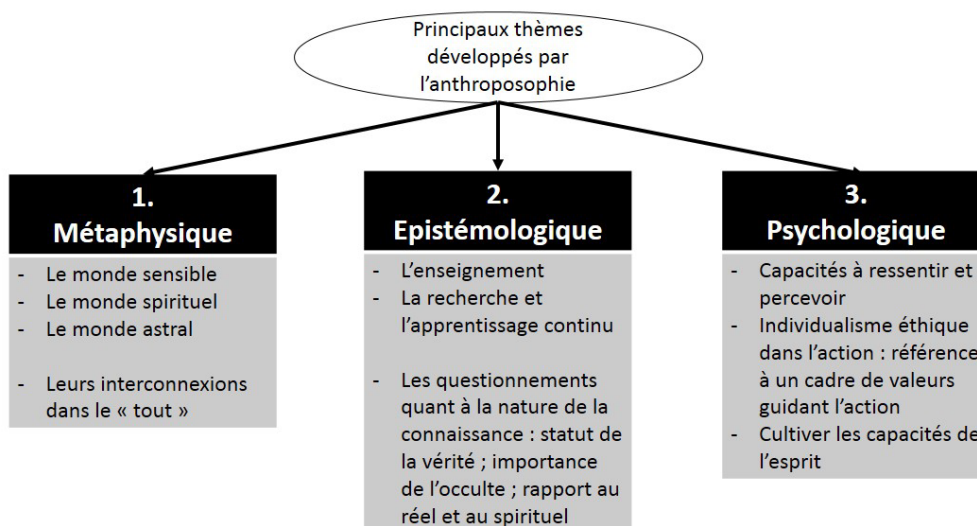 Principaux thèmes
développés par
l'anthroposophie
1.
Métaphysique
- Le monde sensible
- Le monde spirituel
- Le monde astral
- Leurs interconnexions
dans le « tout »
2.
Epistémologique
- L'enseignement
- La recherche et
l'apprentissage continu
- Les questionnements
quant à la nature de la
connaissance : statut de
la vérité ; importance
de l'occulte ; rapport au
réel et au spirituel
3.
Psychologique
- Capacités à ressentir et
percevoir
- Individualisme éthique
dans l'action : référence
à un cadre de valeurs
guidant l'action
- Cultiver les capacités de
l'esprit